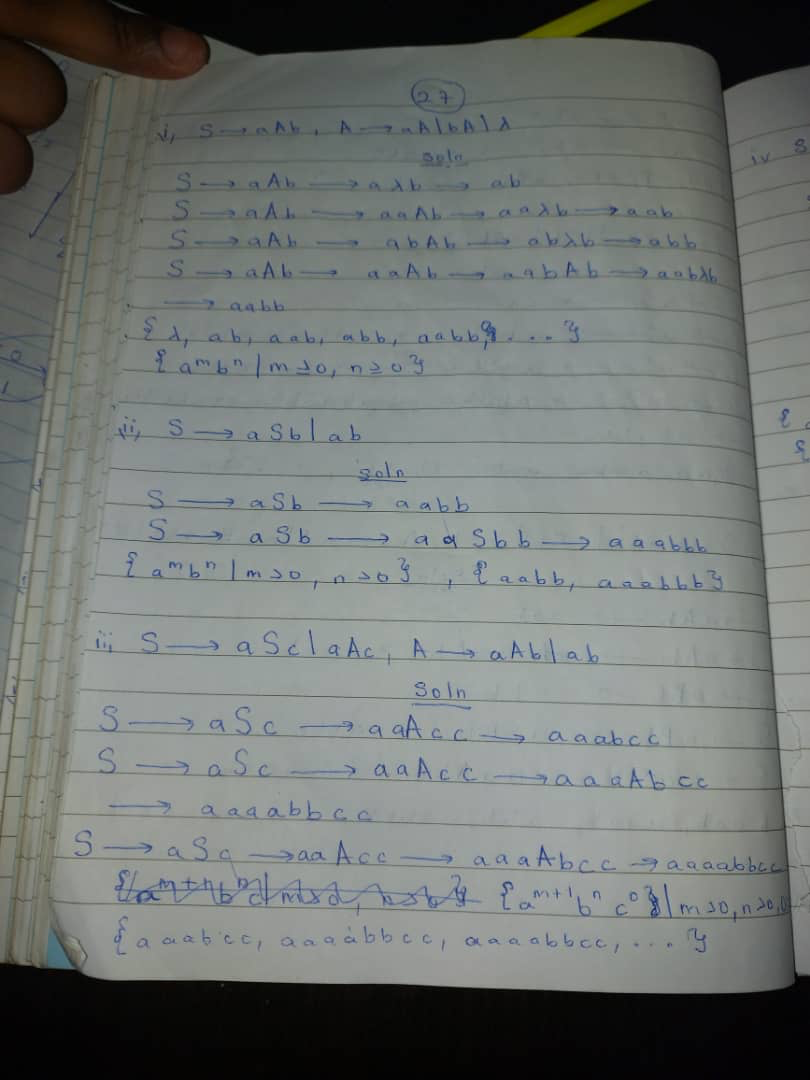 27
i, S → aAb, A → aA|bA|λ
soln
S → aAb → aλb → ab
S → aAb → aaAb → aaλb → aab
S → aAb → abAb → abλb → abb
S → aAb → aaAb → aabAb → aabλb
→ aabb
{λ, ab, aab, abb, aabb, ....}
{a^m b^n | m≥0, n≥0}
ii, S → aSb | ab
soln
S → aSb → aabb
S → aSb → aaSbb → aaabbb
{a^m b^n | m>0, n>0}, {aabb, aaabbb}
iii S → aSc|aAc, A → aAb|ab
Soln
S → aSc → aaAcc → aaabcc
S → aSc → aaAcc → aaaAbcc
→ aaaabbcc
S → aSc → aaAcc → aaaAbcc → aaaabbcc
{a^m+1 b^n c^o} | m>0, n>0,
{aaabcc, aaaabbcc, aaaabbcc, ....}
iv S